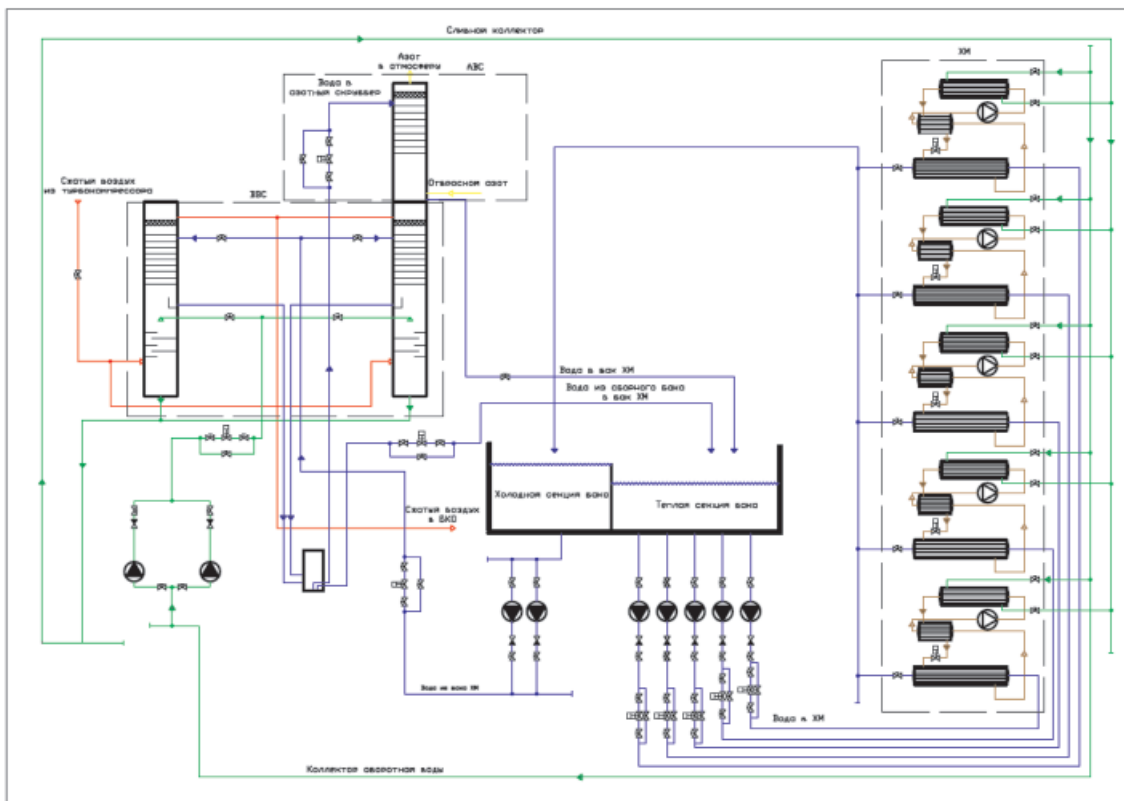 Сливной коллектор
ХМ
Азот
в атмосферу
АВС
Вода в
азотный скруббер
Сжатый воздух
из турбокомпрессора
Отбросной азот
ВВС
Вода в бак ХМ
Вода из сборного бака
в бак ХМ
Холодная секция бака
Теплая секция бака
Сжатый воздух
в БКО
Вода из бака ХМ
Вода в ХМ
Коллектор оборотной воды